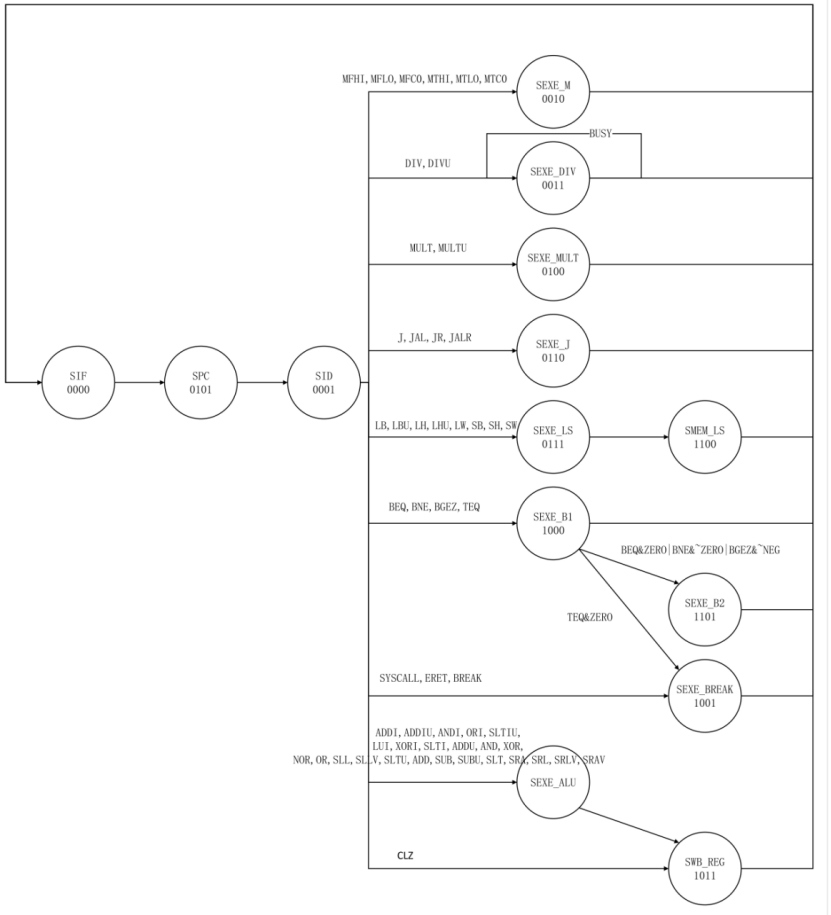 MFHI, MFLO, MFC0, MTHI, MTLO, MTC0
SEXE_M
0010
BUSY
DIV, DIVU
SEXE_DIV
0011
MULT, MULTU
SEXE_MULT
0100
J, JAL, JR, JALR
SEXE_J
0110
SIF
0000
SPC
0101
SID
0001
LB, LBU, LH, LHU, LW, SB, SH, SW
SEXE_LS
0111
SMEM_LS
1100
BEQ, BNE, BGEZ, TEQ
SEXE_B1
1000
BEQ&ZERO|BNE&~ZERO|BGEZ&~NEG
SEXE_B2
1101
TEQ&ZERO
SYSCALL, ERET, BREAK
SEXE_BREAK
1001
ADDI, ADDIU, ANDI, ORI, SLTIU,
LUI, XORI, SLTI, ADDU, AND, XOR,
NOR, OR, SLL, SLLV, SLTU, ADD, SUB, SUBU, SLT, SRA, SRL, SRLV, SRAV
SEXE_ALU
CLZ
SWB_REG
1011